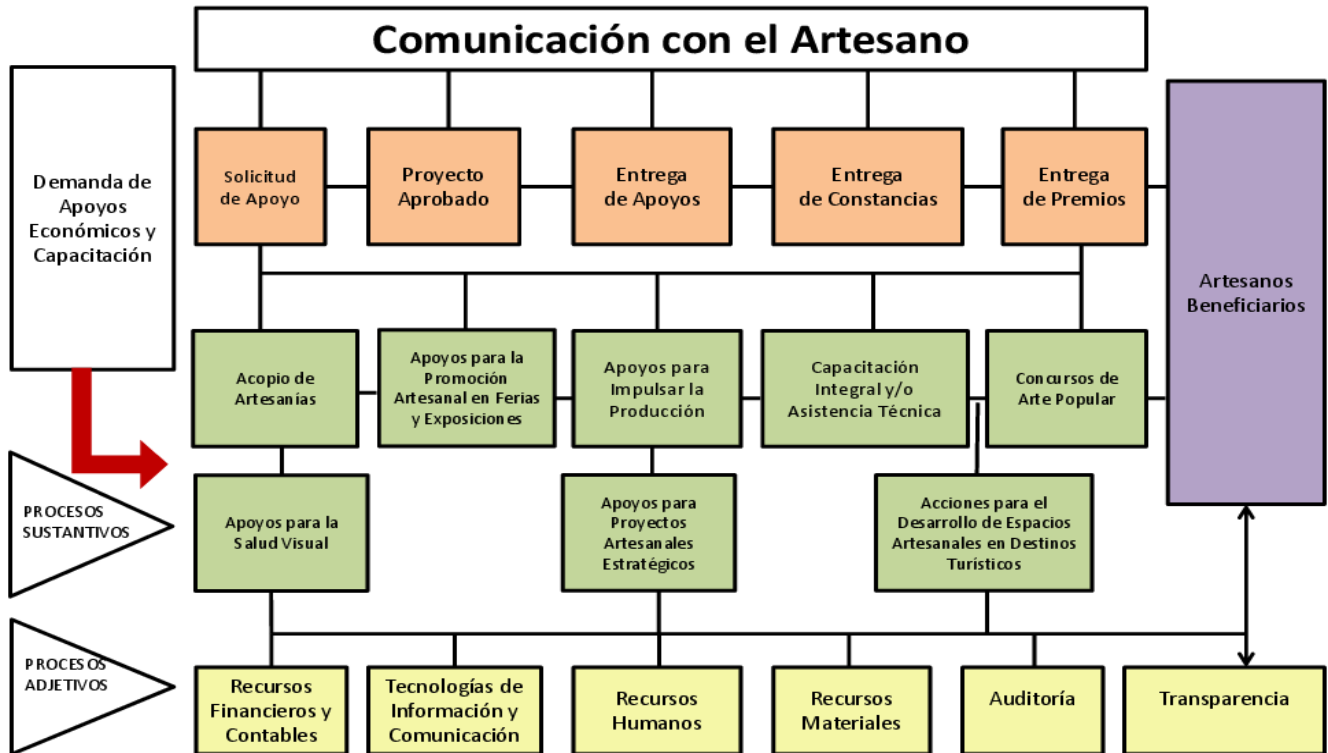 Comunicación con el Artesano
Demanda de
Apoyos
Económicos y
Capacitación
Solicitud
de Apoyo
Proyecto
Aprobado
Entrega
de Apoyos
Entrega
de Constancias
Entrega
de Premios
Artesanos
Beneficiarios
Acopio de
Artesanías
Apoyos para la
Promoción
Artesanal en Ferias
y Exposiciones
Apoyos para
Impulsar la
Producción
Capacitación
Integral y/o
Asistencia Técnica
Concursos de
Arte Popular
PROCESOS
SUSTANTIVOS
Apoyos para la
Salud Visual
Apoyos para
Proyectos
Artesanales
Estratégicos
Acciones para el
Desarrollo de Espacios
Artesanales en Destinos
Turísticos
PROCESOS
ADJETIVOS
Recursos
Financieros y
Contables
Tecnologías de
Información y
Comunicación
Recursos
Humanos
Recursos
Materiales
Auditoría
Transparencia